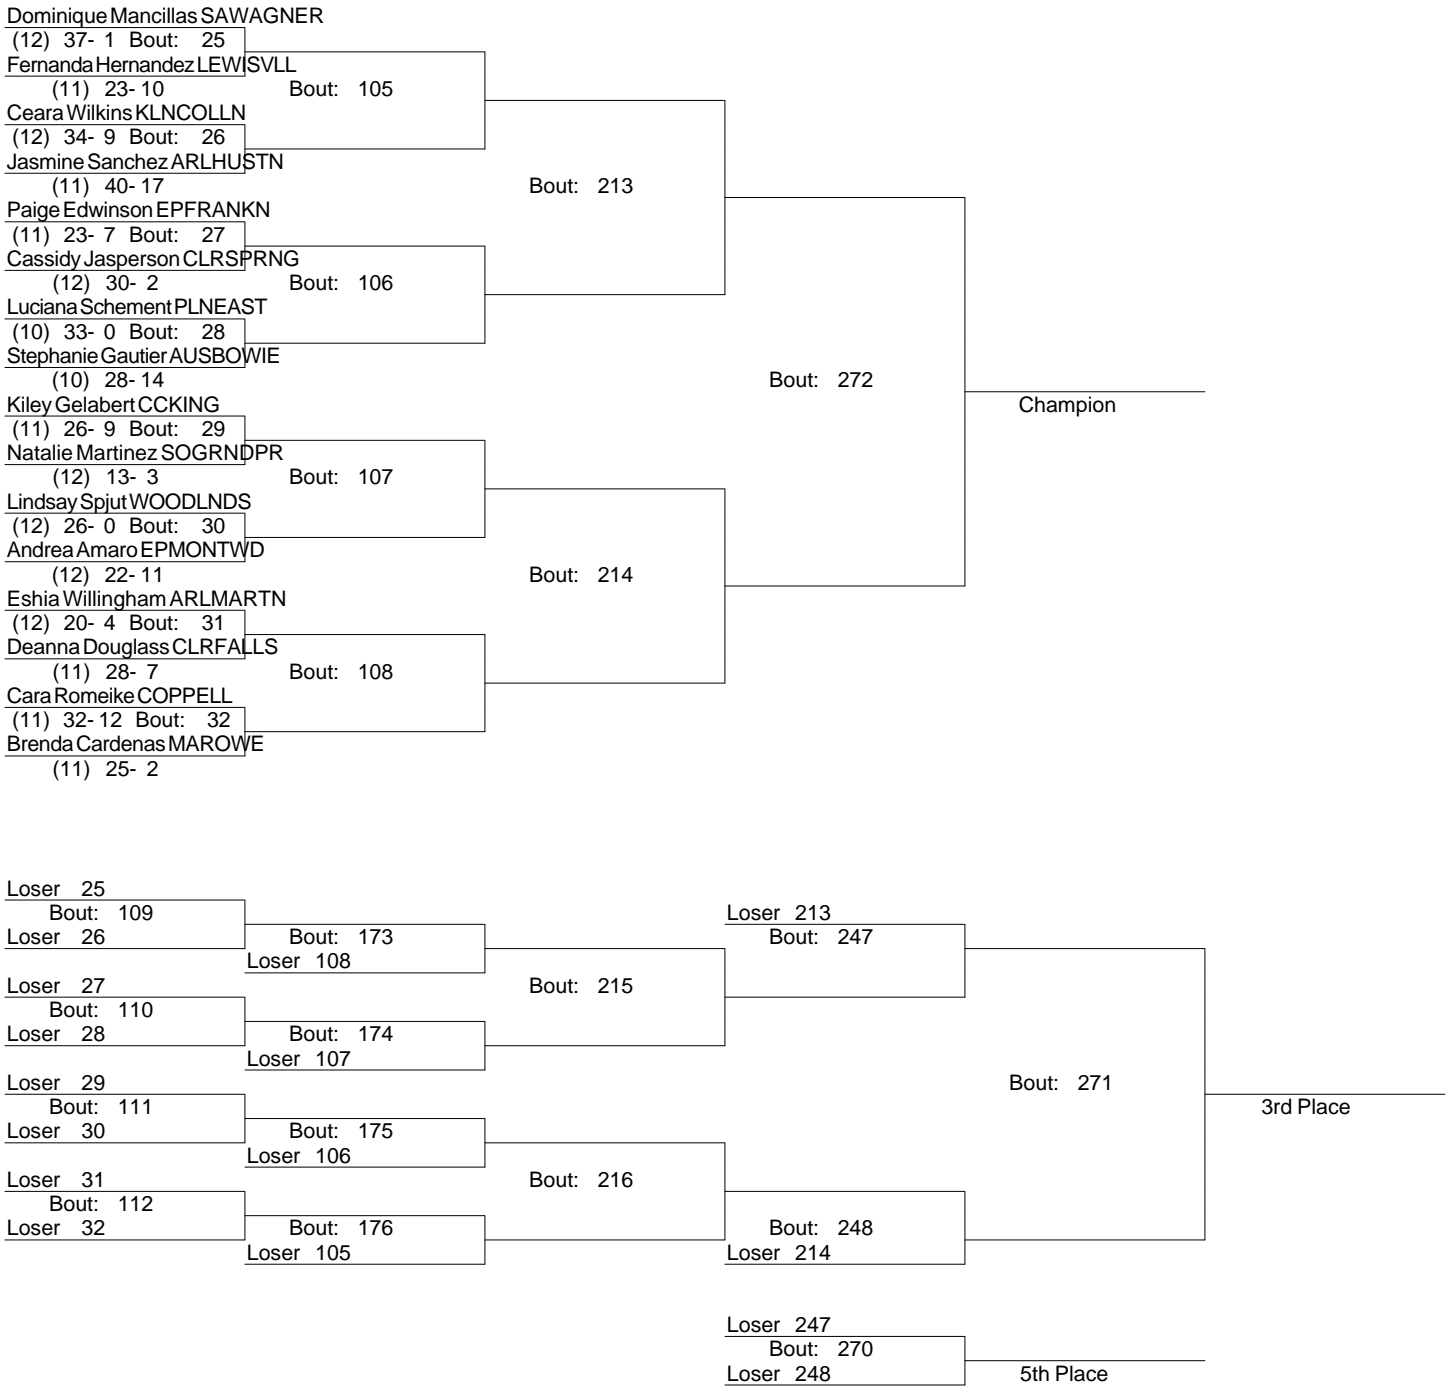 Dominique Mancillas SAWAGNER
(12) 37- 1 Bout: 25
Fernanda Hernandez LEWISVLL
(11) 23- 10 Bout: 105
Ceara Wilkins KLNCOLLN
(12) 34- 9 Bout: 26
Jasmine Sanchez ARLHUSTN
(11) 40- 17 Bout: 213
Paige Edwinson EPFRANKN
(11) 23- 7 Bout: 27
Cassidy Jasperson CLRSPRNG
(12) 30- 2 Bout: 106
Luciana Schement PLNEAST
(10) 33- 0 Bout: 28
Stephanie Gautier AUSBOWIE
(10) 28- 14 Bout: 272
Kiley Gelabert CCKING Champion
(11) 26- 9 Bout: 29
Natalie Martinez SOGRNDPR
(12) 13- 3 Bout: 107
Lindsay Spjut WOODLNDS
(12) 26- 0 Bout: 30
Andrea Amaro EPMONTWD
(12) 22- 11 Bout: 214
Eshia Willingham ARLMARTN
(12) 20- 4 Bout: 31
Deanna Douglass CLRFALLS
(11) 28- 7 Bout: 108
Cara Romeike COPPELL
(11) 32- 12 Bout: 32
Brenda Cardenas MAROWE
(11) 25- 2
Loser 25
Bout: 109 Loser 213
Loser 26 Bout: 173 Bout: 247
Loser 108
Loser 27 Bout: 215
Bout: 110
Loser 28 Bout: 174
Loser 107
Loser 29 Bout: 271
Bout: 111 3rd Place
Loser 30 Bout: 175
Loser 106
Loser 31 Bout: 216
Bout: 112
Loser 32 Bout: 176 Bout: 248
Loser 105 Loser 214
Loser 247
Bout: 270
Loser 248 5th Place